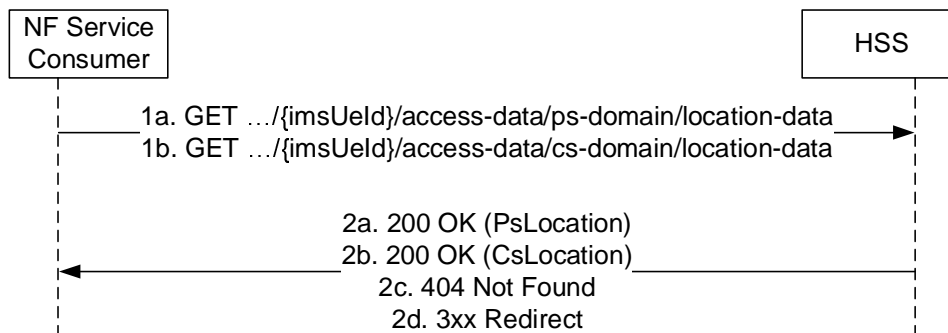 NF Service
Consumer
HSS
1a. GET …/{imsUeId}/access-data/ps-domain/location-data
1b. GET …/{imsUeId}/access-data/cs-domain/location-data
2a. 200 OK (PsLocation)
2b. 200 OK (CsLocation)
2c. 404 Not Found
2d. 3xx Redirect